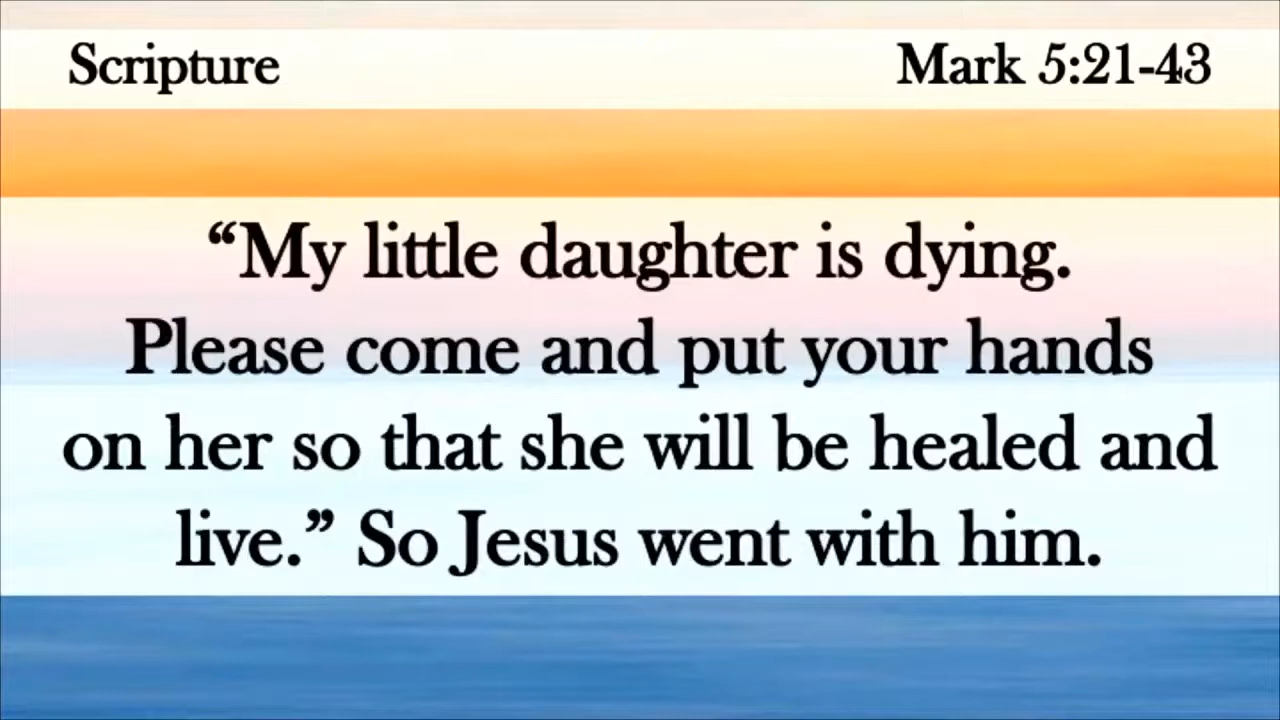 Scripture
Mark 5:21-43
“My little daughter is dying.
Please come and put your hands
on her so that she will be healed and
live.” So Jesus went with him.